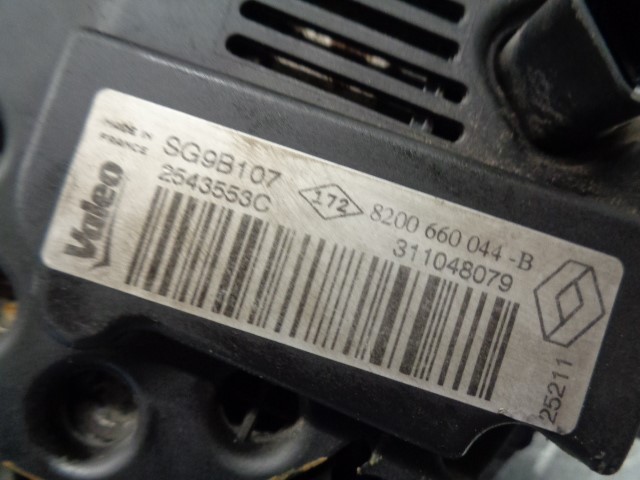 Valeo
MADE IN
FRANCE
SG9B107
2543553C
172
8200 660 044 -B
311048079
25211